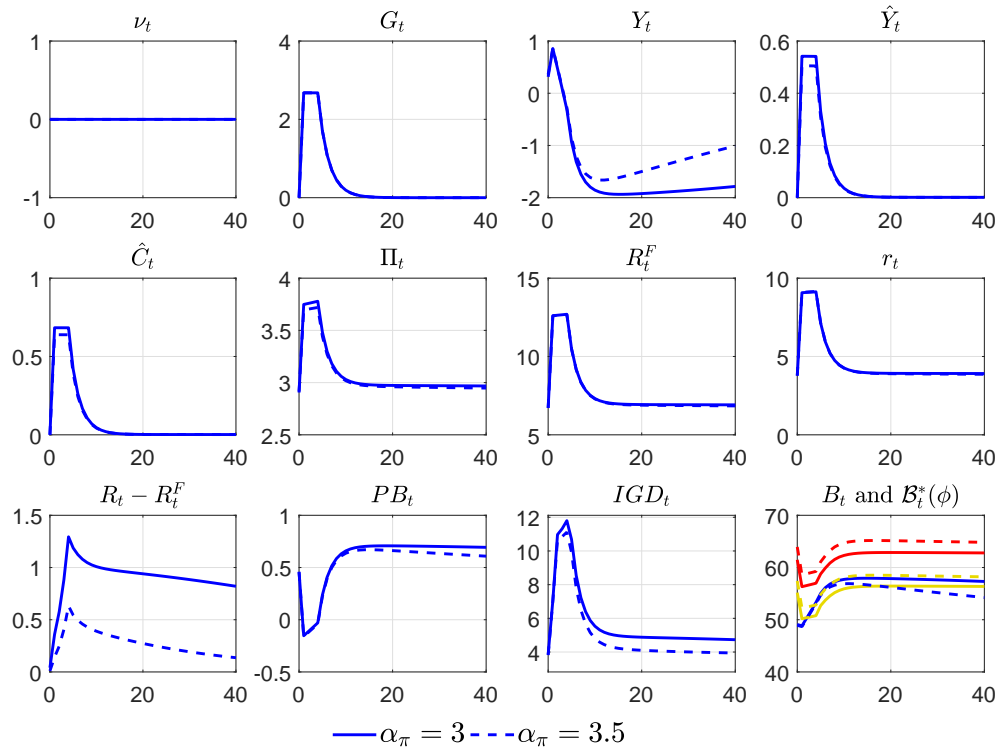 ν_t G_t Y_t Ŷ_t
1 4 1 0.6
0 2 0 0.4
-1 0.2
-1 0 -2 0
0 20 40 0 20 40 0 20 40 0 20 40
Ĉ_t Π_t R_t^F r_t
1 4 15 10
0.5 3.5 10 5
3
0 2.5 5 0
0 20 40 0 20 40 0 20 40 0 20 40
R_t − R_t^F PB_t IGD_t B_t and ℬ_t^*(ϕ)
1.5 1 12 70
1 0.5 10 60
8
0.5 0 6 50
4
0 -0.5 40
0 20 40 0 20 40 0 20 40 0 20 40
α_π = 3 α_π = 3.5